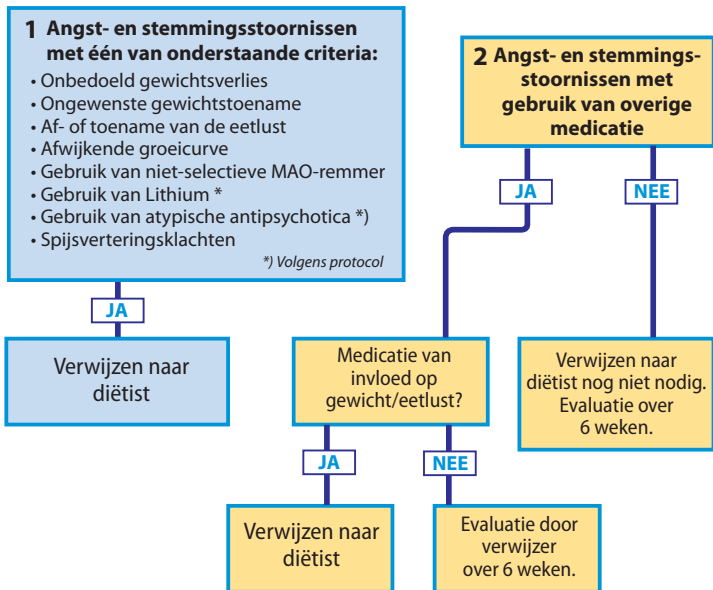 1 Angst- en stemmingsstoornissen
met één van onderstaande criteria:
• Onbedoeld gewichtsverlies
• Ongewenste gewichtstoename
• Af- of toename van de eetlust
• Afwijkende groeicurve
• Gebruik van niet-selectieve MAO-remmer
• Gebruik van Lithium *
• Gebruik van atypische antipsychotica *)
• Spijsverteringsklachten
*) Volgens protocol
JA
Verwijzen naar
diëtist
2 Angst- en stemmings-
stoornissen met
gebruik van overige
medicatie
JA
NEE
Medicatie van
invloed op
gewicht/eetlust?
Verwijzen naar
diëtist nog niet nodig.
Evaluatie over
6 weken.
JA
NEE
Verwijzen naar
diëtist
Evaluatie door
verwijzer
over 6 weken.